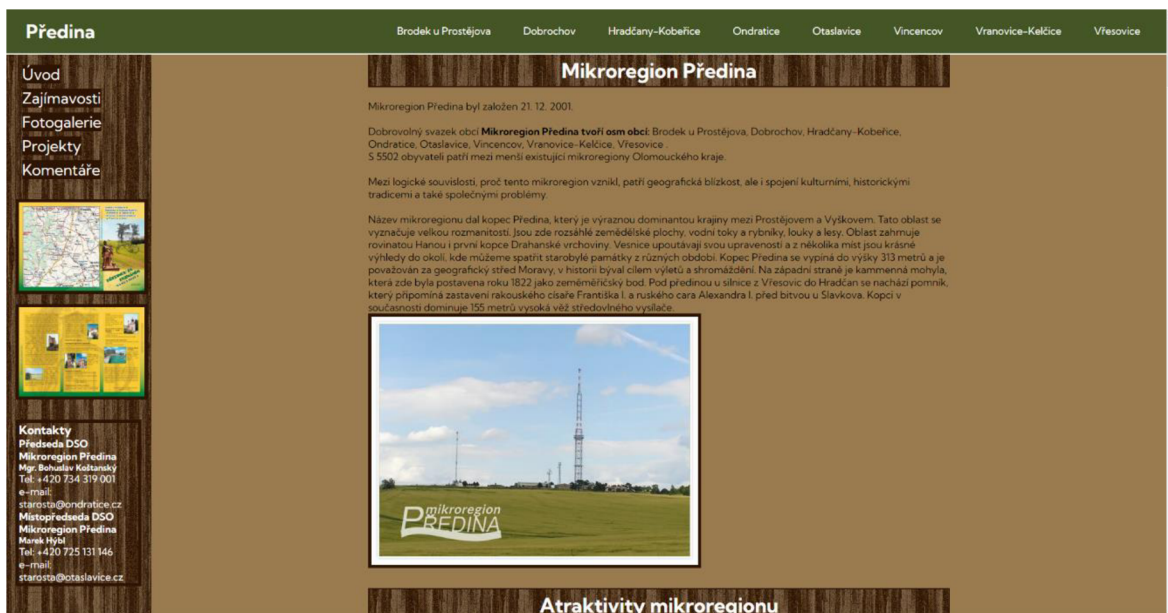 Předina
Brodek u Prostějova
Dobrochov
Hradčany-Kobeřice
Ondratice
Otaslavice
Vincencov
Vranovice-Kelčice
Vřesovice
Úvod
Zajímavosti
Fotogalerie
Projekty
Komentáře
Kontakty
Předseda DSO
Mikroregion Předina
Mgr. Bohuslav Koštanský
Tel: +420 734 319 001
e-mail:
starosta@ondratice.cz
Místopředseda DSO
Mikroregion Předina
Marek Hýbl
Tel: +420 725 131 146
e-mail:
starosta@otaslavice.cz
Mikroregion Předina
Mikroregion Předina byl založen 21. 12. 2001.
Dobrovolný svazek obcí Mikroregion Předina tvoří osm obcí: Brodek u Prostějova, Dobrochov, Hradčany-Kobeřice,
Ondratice, Otaslavice, Vincencov, Vranovice-Kelčice, Vřesovice .
S 5502 obyvateli patří mezi menší existující mikroregiony Olomouckého kraje.
Mezi logické souvislosti, proč tento mikroregion vznikl, patří geografická blízkost, ale i spojení kulturními, historickými
tradicemi a také společnými problémy.
Název mikroregionu dal kopec Předina, který je výraznou dominantou krajiny mezi Prostějovem a Vyškovem. Tato oblast se
vyznačuje velkou rozmanitostí. Jsou zde rozsáhlé zemědělské plochy, vodní toky a rybníky, louky a lesy. Oblast zahrnuje
rovinatou Hanou i první kopce Drahanské vrchoviny. Vesnice upoutávají svou upraveností a z několika míst jsou krásné
výhledy do okolí, kde můžeme spatřit starobylé památky z různých období. Kopec Předina se vypíná do výšky 313 metrů a je
považován za geografický střed Moravy, v historii býval cílem výletů a shromáždění. Na západní straně je kammenná mohyla,
která zde byla postavena roku 1822 jako zeměměřičský bod. Pod předinou u silnice z Vřesovic do Hradčan se nachází pomník,
který připomíná zastavení rakouského císaře Františka I. a ruského cara Alexandra I. před bitvou u Slavkova. Kopci v
současnosti dominuje 155 metrů vysoká věž středovlného vysílače.
mikroregion
PŘEDINA
Atraktivity mikroregionu